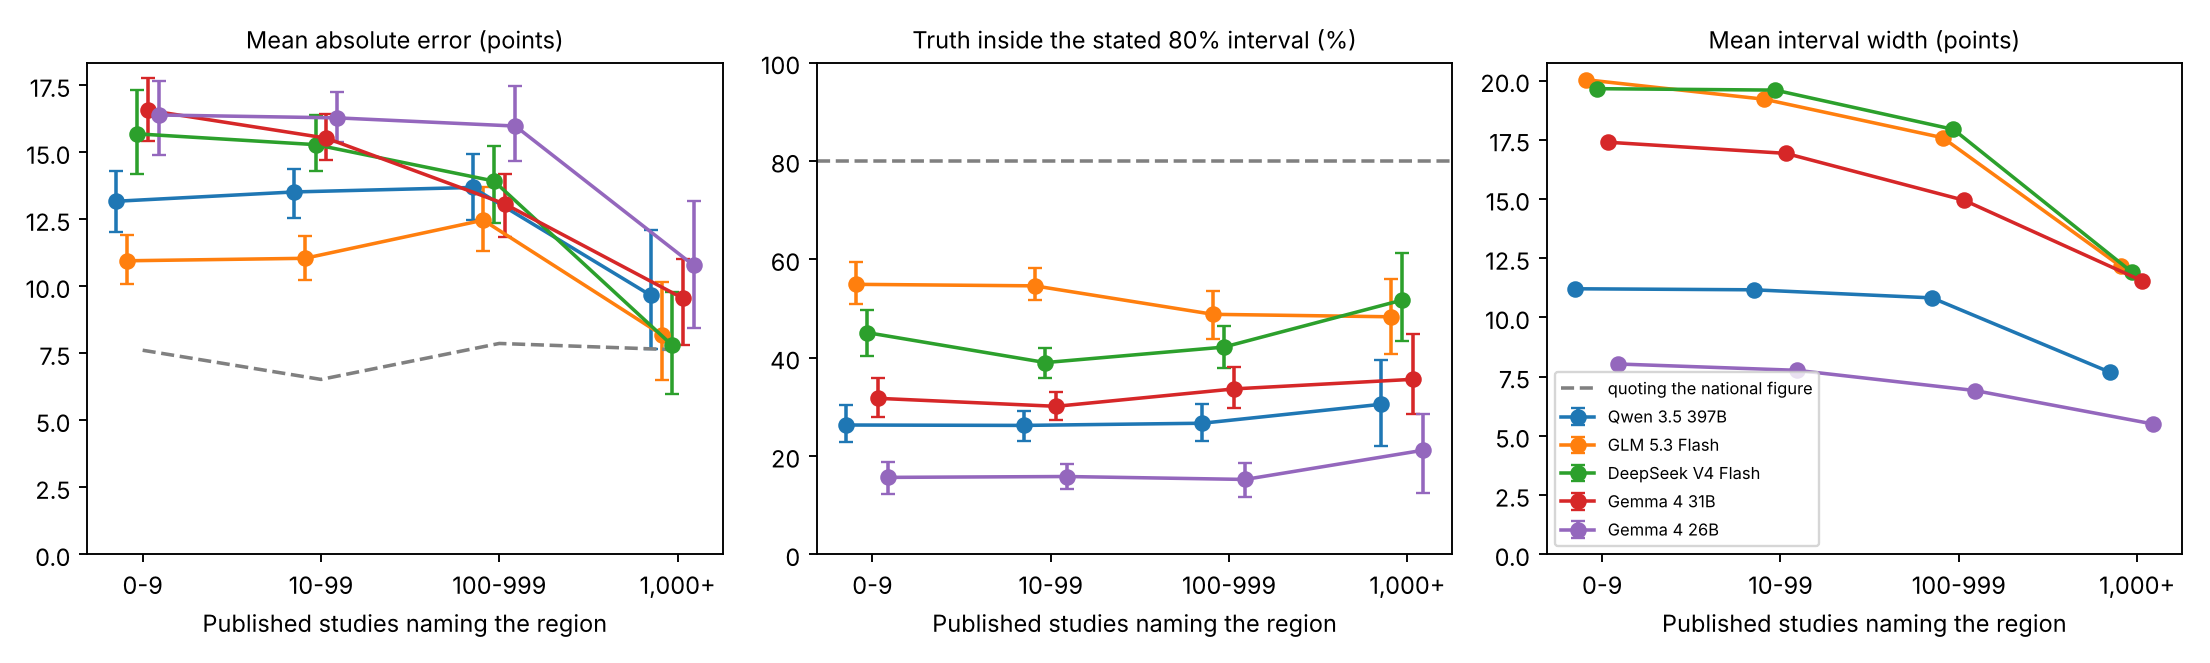 Mean absolute error (points)
17.5
15.0
12.5
10.0
7.5
5.0
2.5
0.0
0-9
10-99
100-999
1,000+
Published studies naming the region
Truth inside the stated 80% interval (%)
100
80
60
40
20
0
0-9
10-99
100-999
1,000+
Published studies naming the region
Mean interval width (points)
20.0
17.5
15.0
12.5
10.0
7.5
5.0
2.5
0.0
quoting the national figure
Qwen 3.5 397B
GLM 5.3 Flash
DeepSeek V4 Flash
Gemma 4 31B
Gemma 4 26B
0-9
10-99
100-999
1,000+
Published studies naming the region